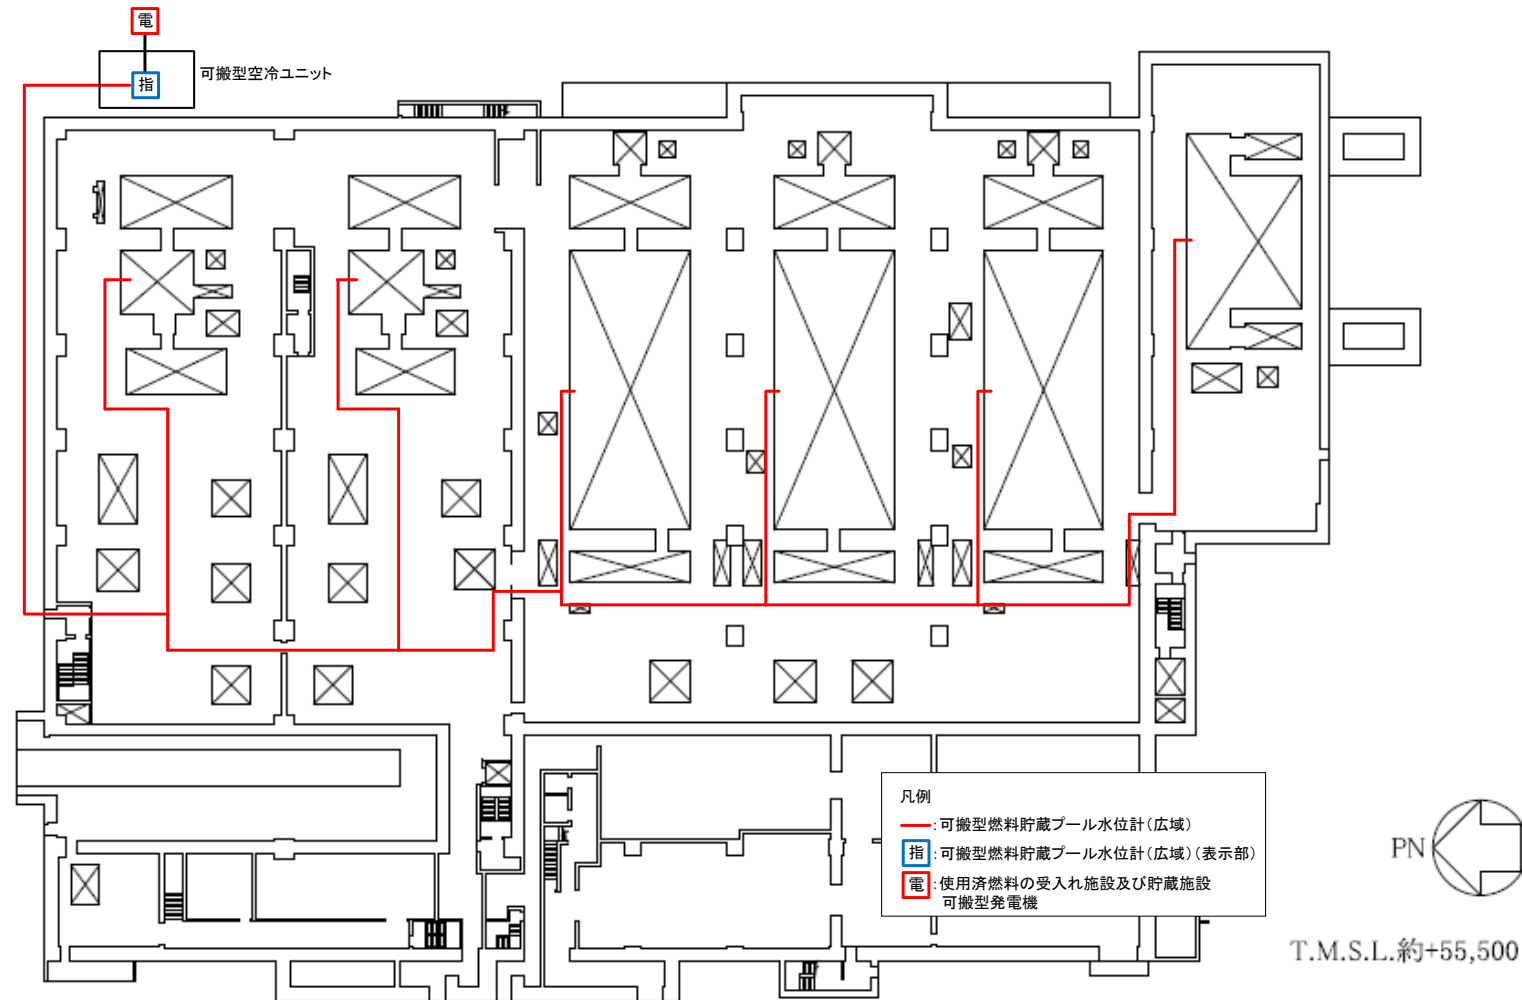 電
指
可搬型空冷ユニット
凡例
:可搬型燃料貯蔵プール水位計(広域)
指:可搬型燃料貯蔵プール水位計(広域)(表示部)
電:使用済燃料の受入れ施設及び貯蔵施設
可搬型発電機
PN
T.M.S.L.約+55,500